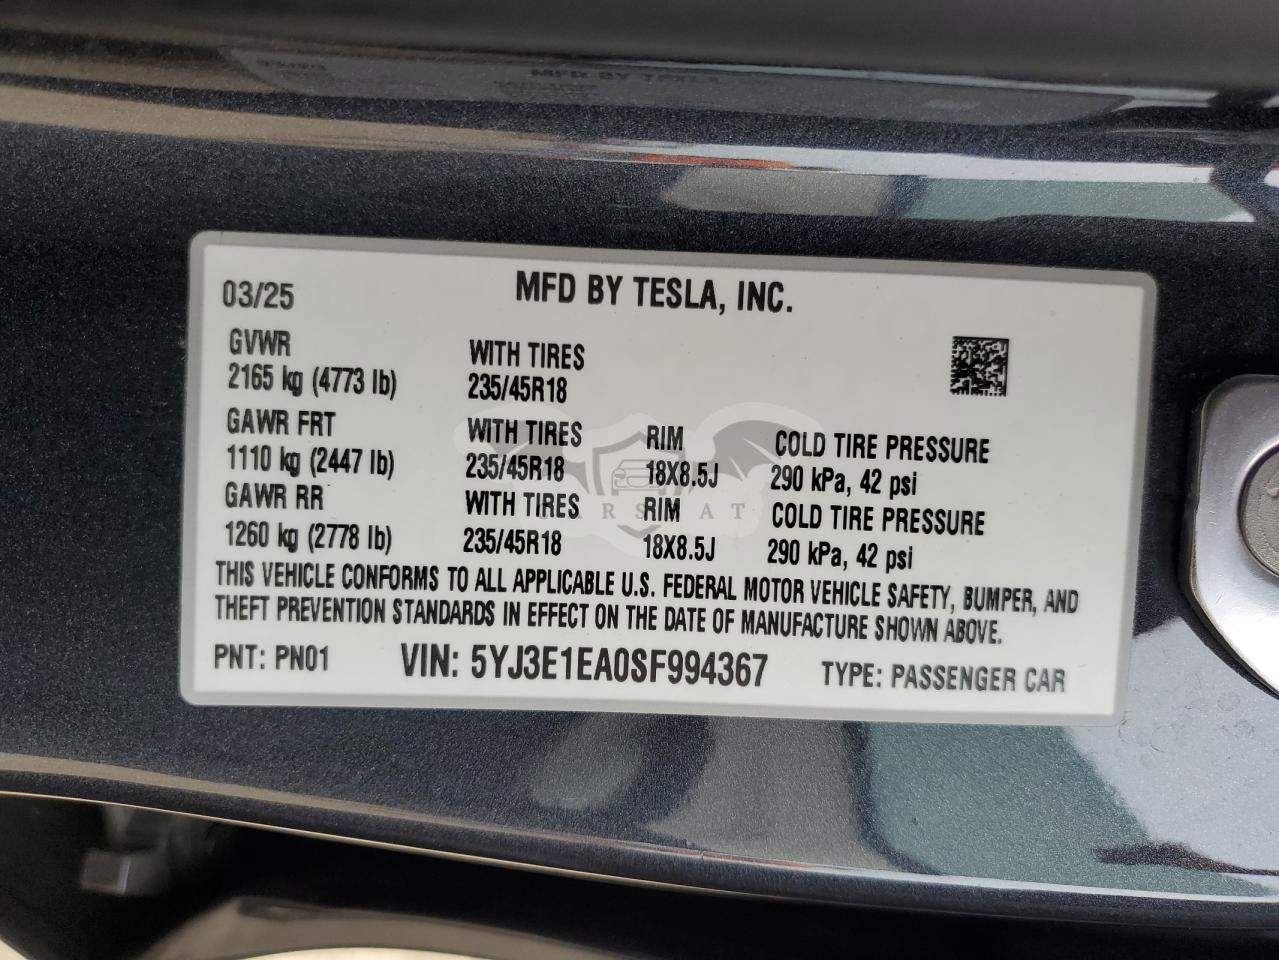 MFD BY TESLA, INC.
03/25
GVWR
2165 kg (4773 lb)
WITH TIRES
235/45R18
GAWR FRT
1110 kg (2447 lb)
WITH TIRES
235/45R18
RIM
18X8.5J
COLD TIRE PRESSURE
290 kPa, 42 psi
GAWR RR
1260 kg (2778 lb)
WITH TIRES
235/45R18
RIM
18X8.5J
COLD TIRE PRESSURE
290 kPa, 42 psi
THIS VEHICLE CONFORMS TO ALL APPLICABLE U.S. FEDERAL MOTOR VEHICLE SAFETY, BUMPER, AND
THEFT PREVENTION STANDARDS IN EFFECT ON THE DATE OF MANUFACTURE SHOWN ABOVE.
PNT: PN01 VIN: 5YJ3E1EA0SF994367 TYPE: PASSENGER CAR